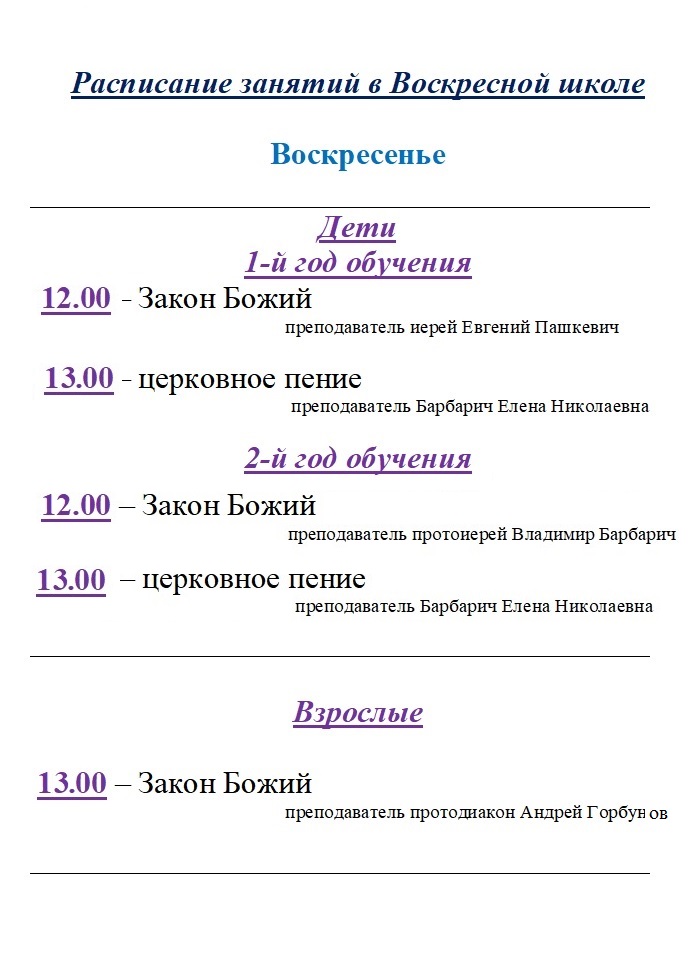 Расписание занятий в Воскресной школе
Воскресенье
Дети
1-й год обучения
12.00 - Закон Божий
преподаватель иерей Евгений Пашкевич
13.00 - церковное пение
преподаватель Барбарич Елена Николаевна
2-й год обучения
12.00 – Закон Божий
преподаватель протоиерей Владимир Барбарич
13.00 – церковное пение
преподаватель Барбарич Елена Николаевна
Взрослые
13.00 – Закон Божий
преподаватель протодиакон Андрей Горбунов